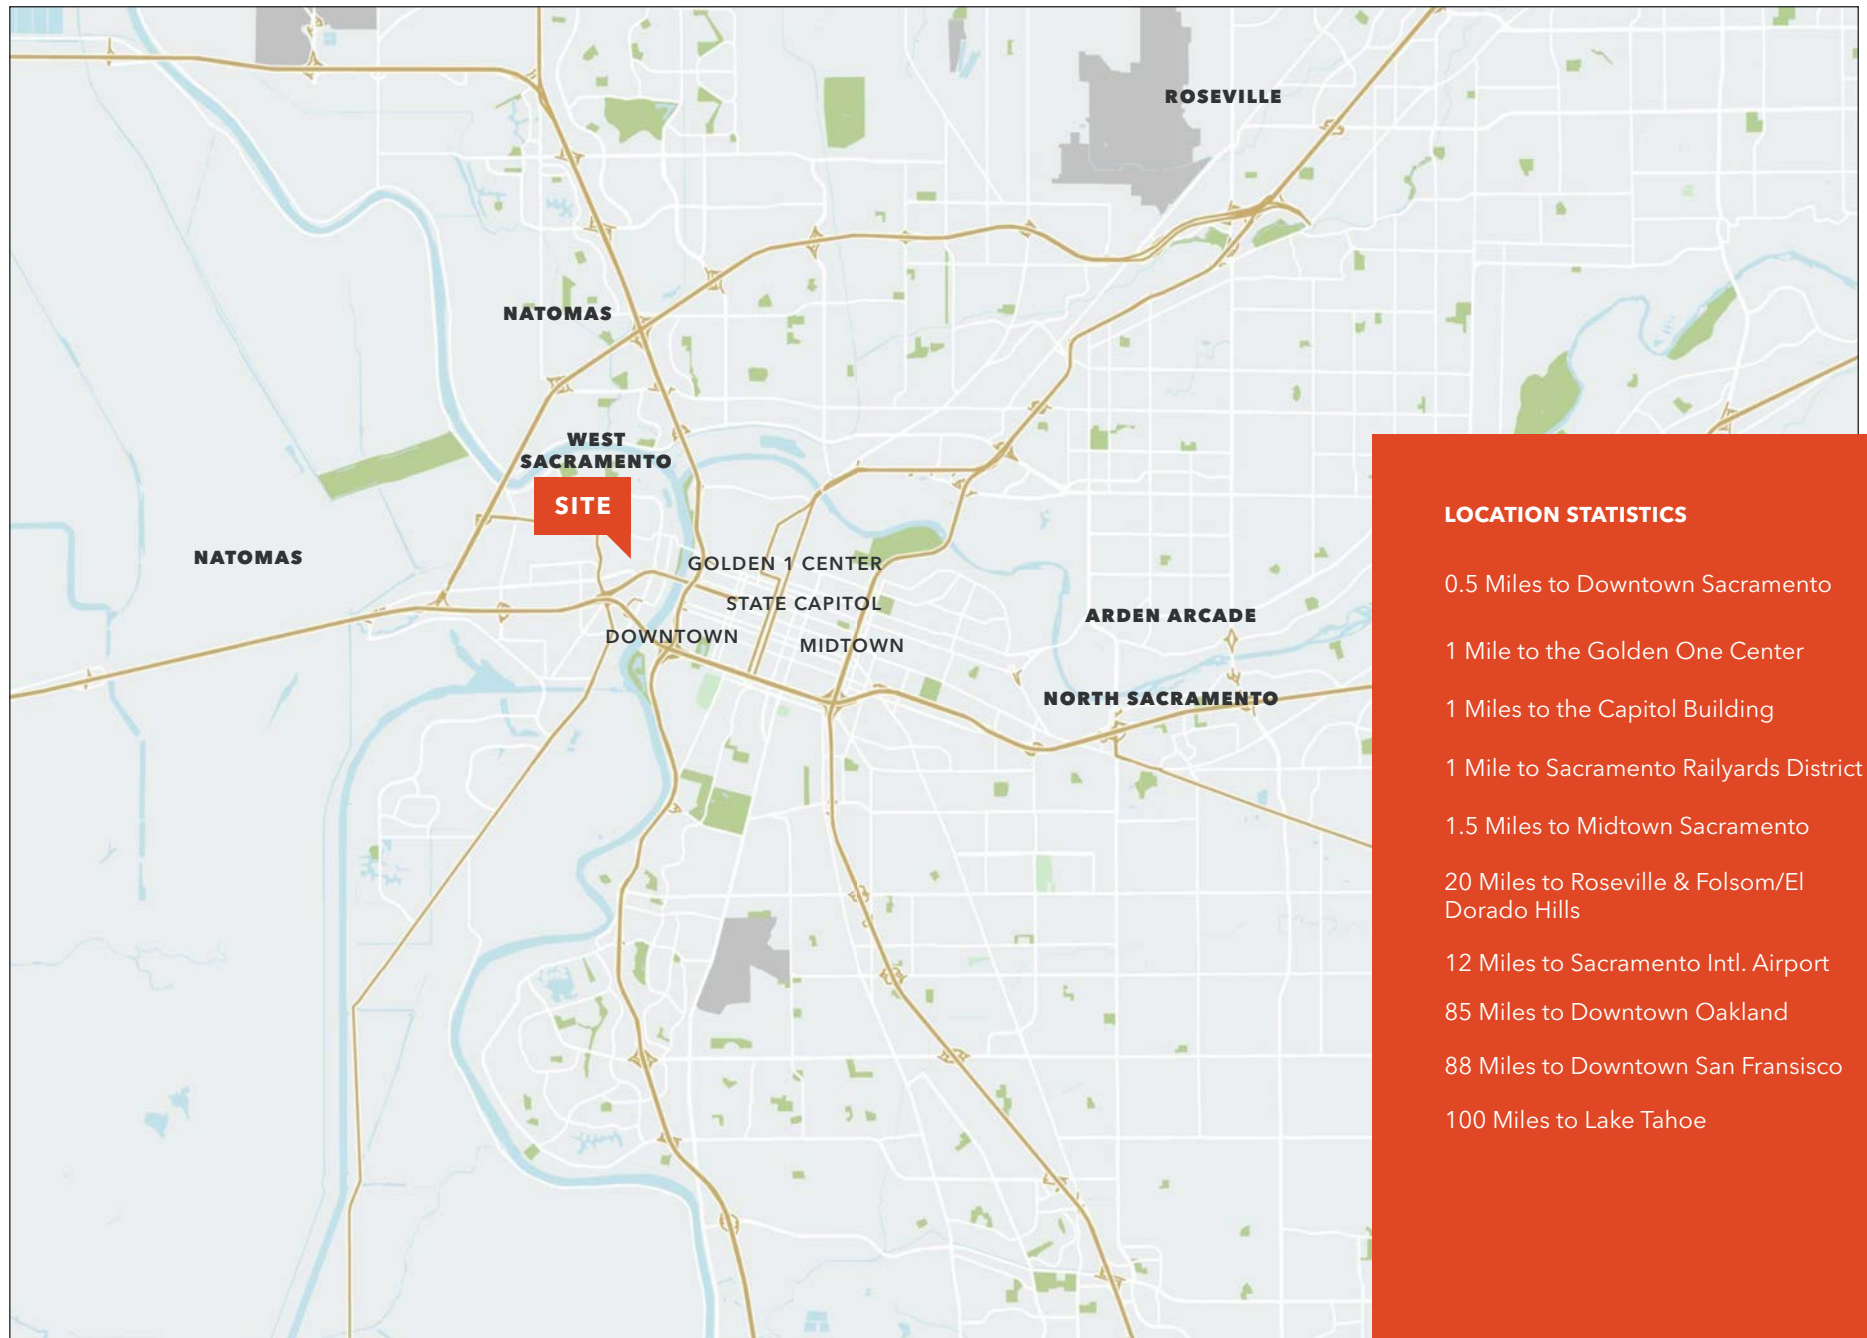 ROSEVILLE
NATOMAS
WEST
SACRAMENTO
SITE
NATOMAS
GOLDEN 1 CENTER
STATE CAPITOL
DOWNTOWN
MIDTOWN
ARDEN ARCADE
NORTH SACRAMENTO
LOCATION STATISTICS
0.5 Miles to Downtown Sacramento
1 Mile to the Golden One Center
1 Miles to the Capitol Building
1 Mile to Sacramento Railyards District
1.5 Miles to Midtown Sacramento
20 Miles to Roseville & Folsom/El
Dorado Hills
12 Miles to Sacramento Intl. Airport
85 Miles to Downtown Oakland
88 Miles to Downtown San Fransisco
100 Miles to Lake Tahoe